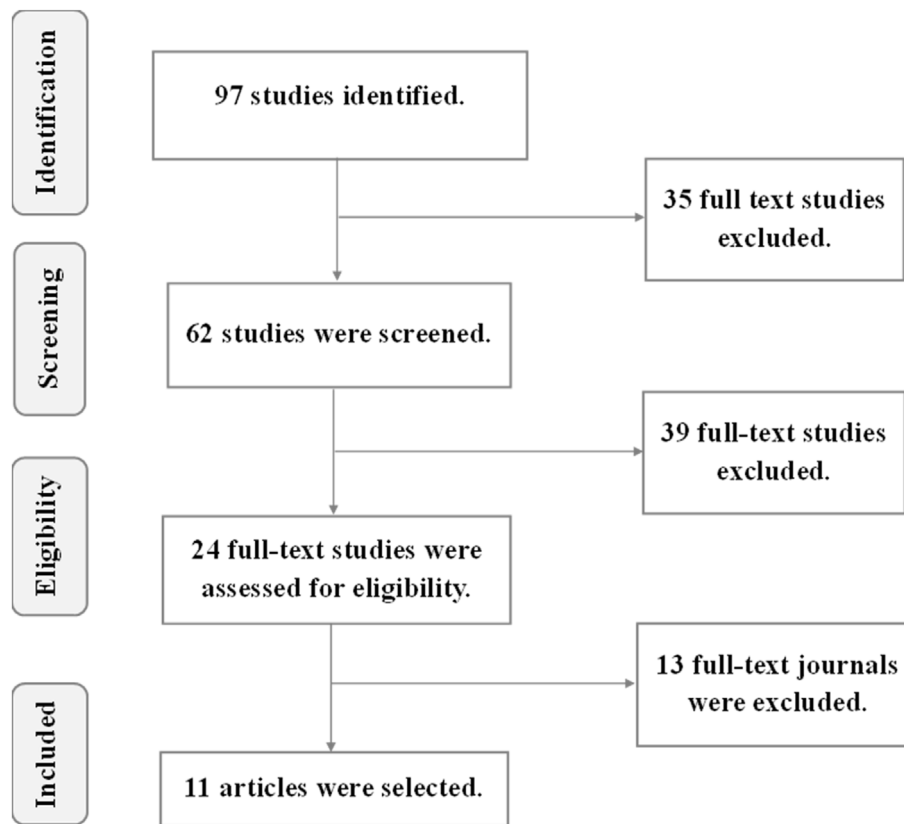 Identification
97 studies identified.
35 full text studies
excluded.
Screening
62 studies were screened.
39 full-text studies
excluded.
Eligibility
24 full-text studies were
assessed for eligibility.
13 full-text journals
were excluded.
Included
11 articles were selected.